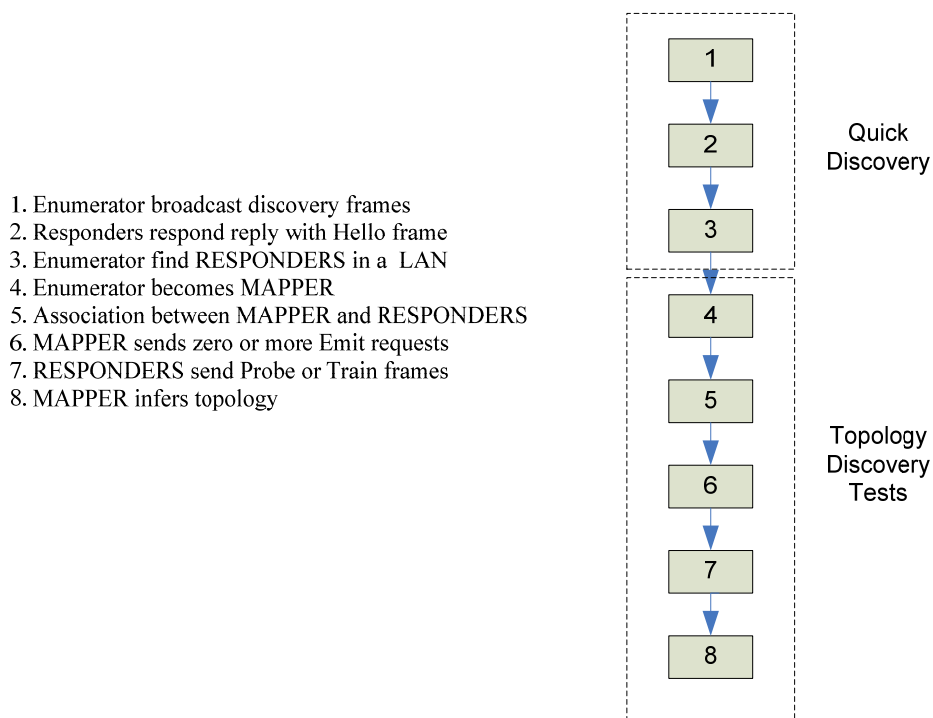 1. Enumerator broadcast discovery frames
2. Responders respond reply with Hello frame
3. Enumerator find RESPONDERS in a LAN
4. Enumerator becomes MAPPER
5. Association between MAPPER and RESPONDERS
6. MAPPER sends zero or more Emit requests
7. RESPONDERS send Probe or Train frames
8. MAPPER infers topology
1
2
3
Quick
Discovery
4
5
6
7
8
Topology
Discovery
Tests